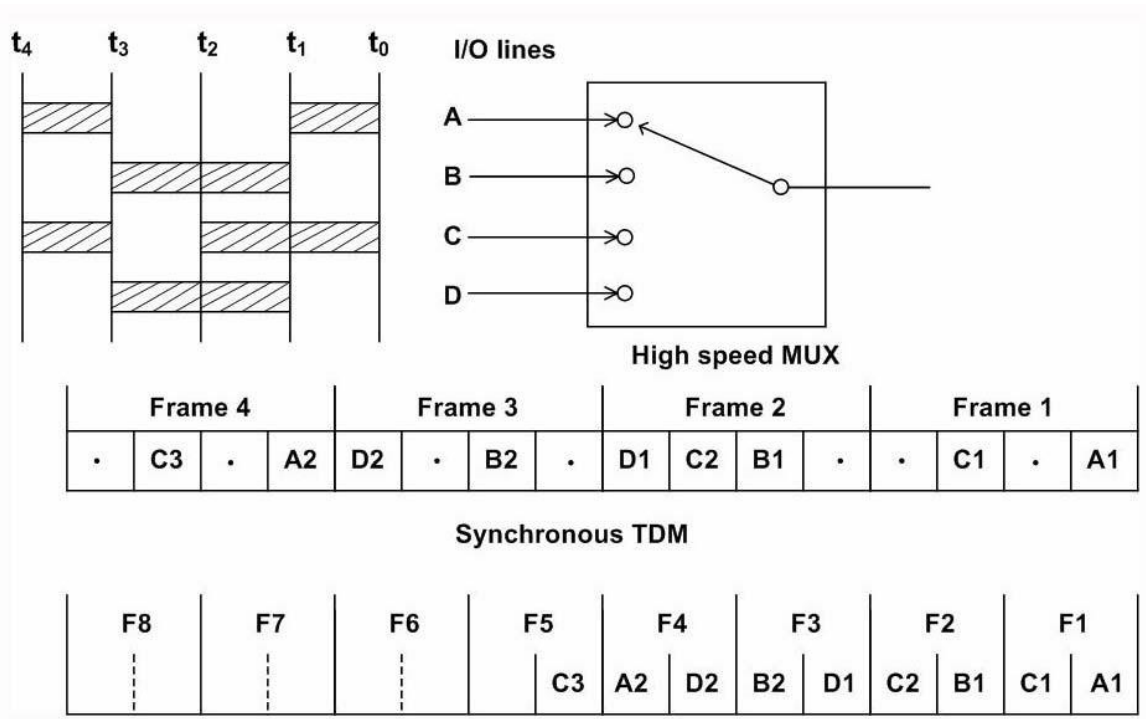 t4 t3 t2 t1 t0
I/O lines
A
B
C
D
High speed MUX
Frame 4 Frame 3 Frame 2 Frame 1
. C3 . A2 D2 . B2 . D1 C2 B1 . . C1 . A1
Synchronous TDM
F8 F7 F6 F5 F4 F3 F2 F1
C3 A2 D2 B2 D1 C2 B1 C1 A1